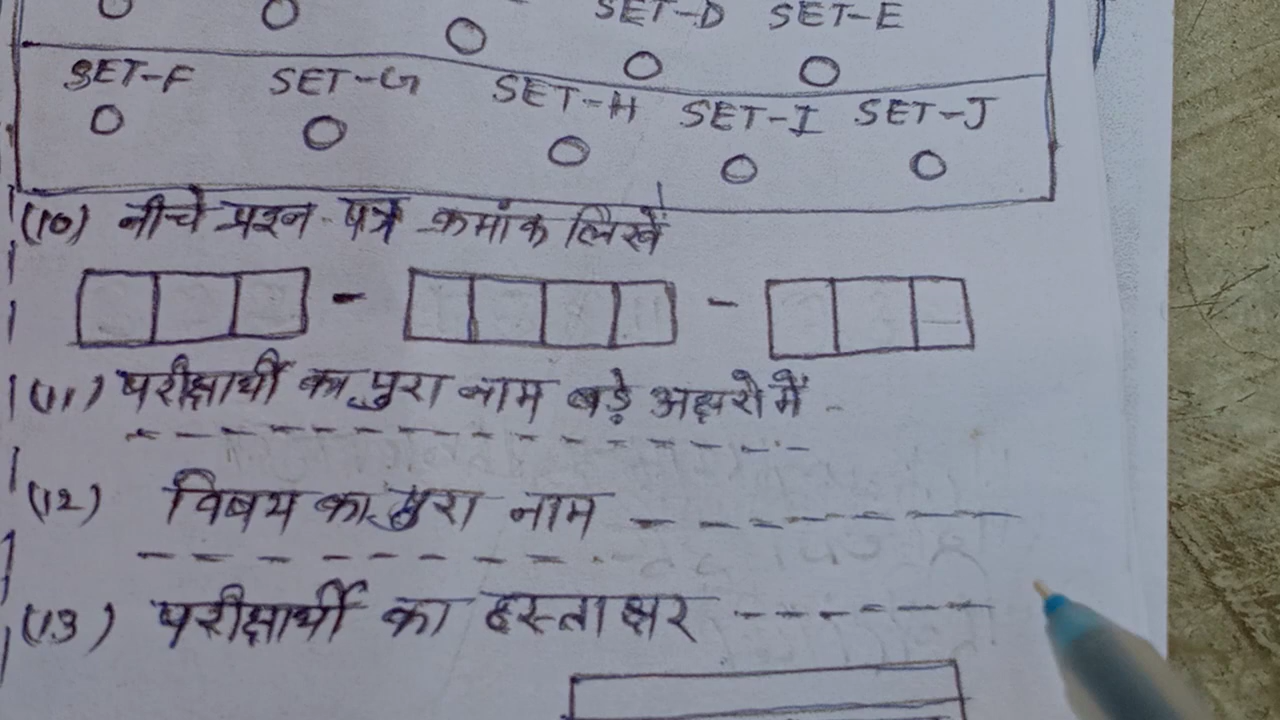 SET-D SET-E
SET-F SET-G SET-H SET-I SET-J
(10) नीचे प्रश्न-पत्र क्रमांक लिखें
(11) परीक्षार्थी का पुरा नाम बड़े अक्षरो में -
(12) विषय का पुरा नाम
(13) परीक्षार्थी का हस्ताक्षर